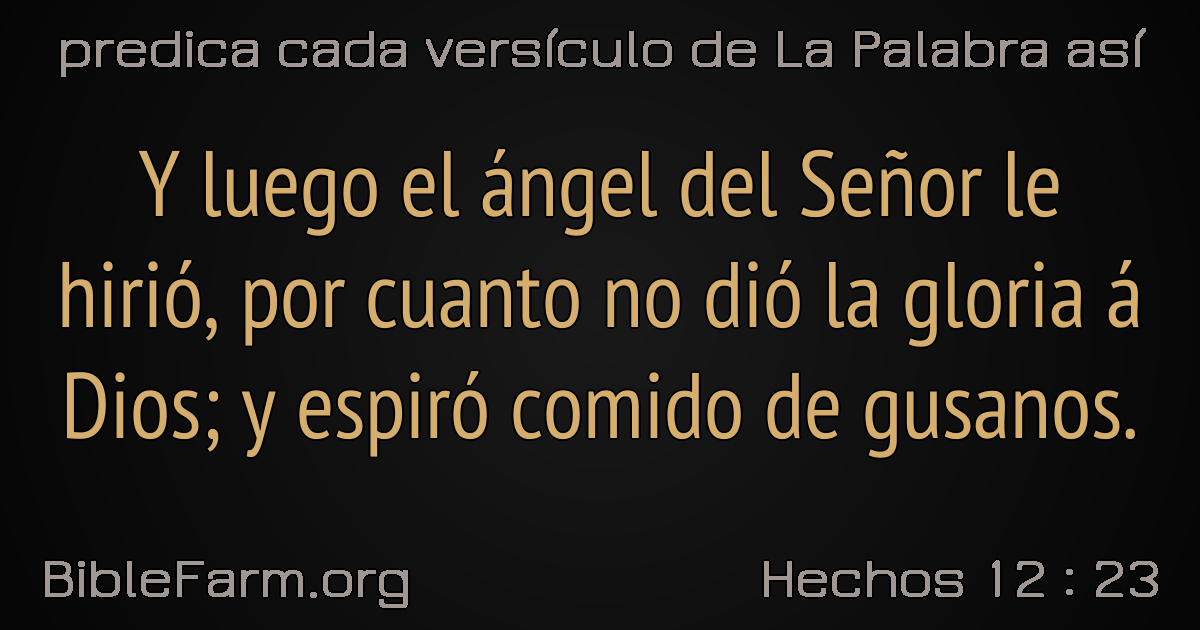 predica cada versículo de La Palabra así
Y luego el ángel del Señor le
hirió, por cuanto no dió la gloria á
Dios; y espiró comido de gusanos.
BibleFarm.org
Hechos 12 : 23